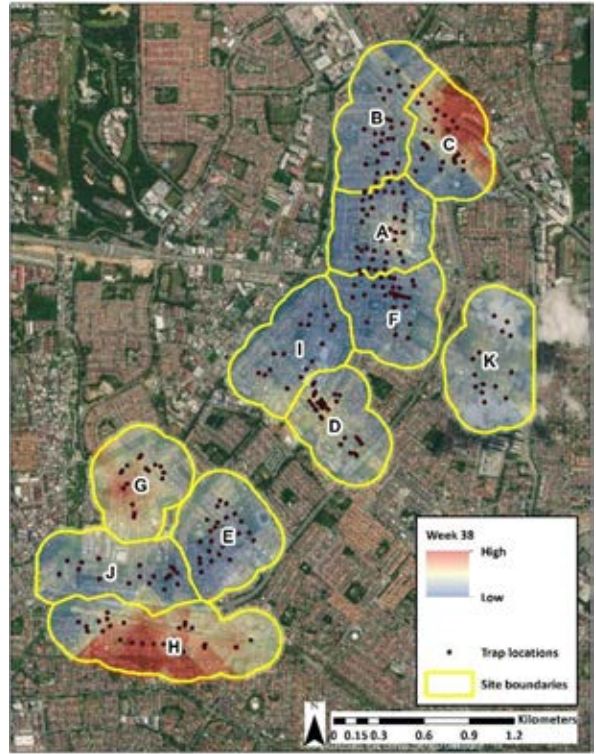 B
C
A
F
I
K
D
G
E
J
H
Week 38
High
Low
Trap locations
Site boundaries
N
Kilometers
0 0.15 0.3 0.6 0.9 1.2